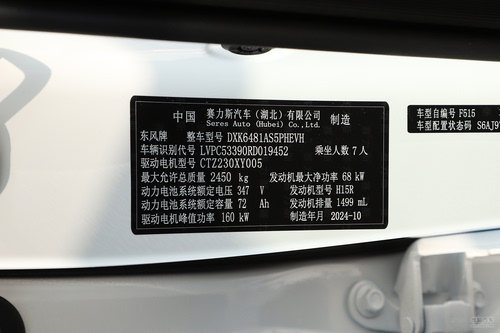 中国 赛力斯汽车（湖北）有限公司 制造
Seres Auto (Hubei) Co.,Ltd.
东风牌 整车型号 DXK6481AS5PHEVH
车辆识别代号 LVPC53390RD019452 乘坐人数 7 人
驱动电机型号 CTZ230XY005
最大允许总质量 2450 kg 发动机最大净功率 68 kW
动力电池系统额定电压 347 V 发动机型号 H15R
动力电池系统额定容量 72 Ah 发动机排量 1499 mL
驱动电机峰值功率 160 kW 制造年月 2024-10
车型自编号 F515
车型配置状态码 S6AJ9